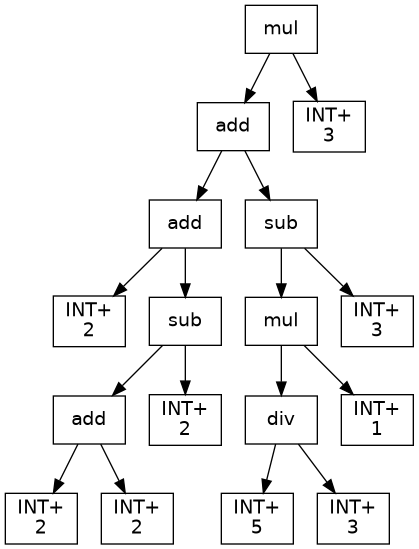 mul
add
INT+
3
add
sub
INT+
2
sub
mul
INT+
3
add
INT+
2
div
INT+
1
INT+
2
INT+
2
INT+
5
INT+
3